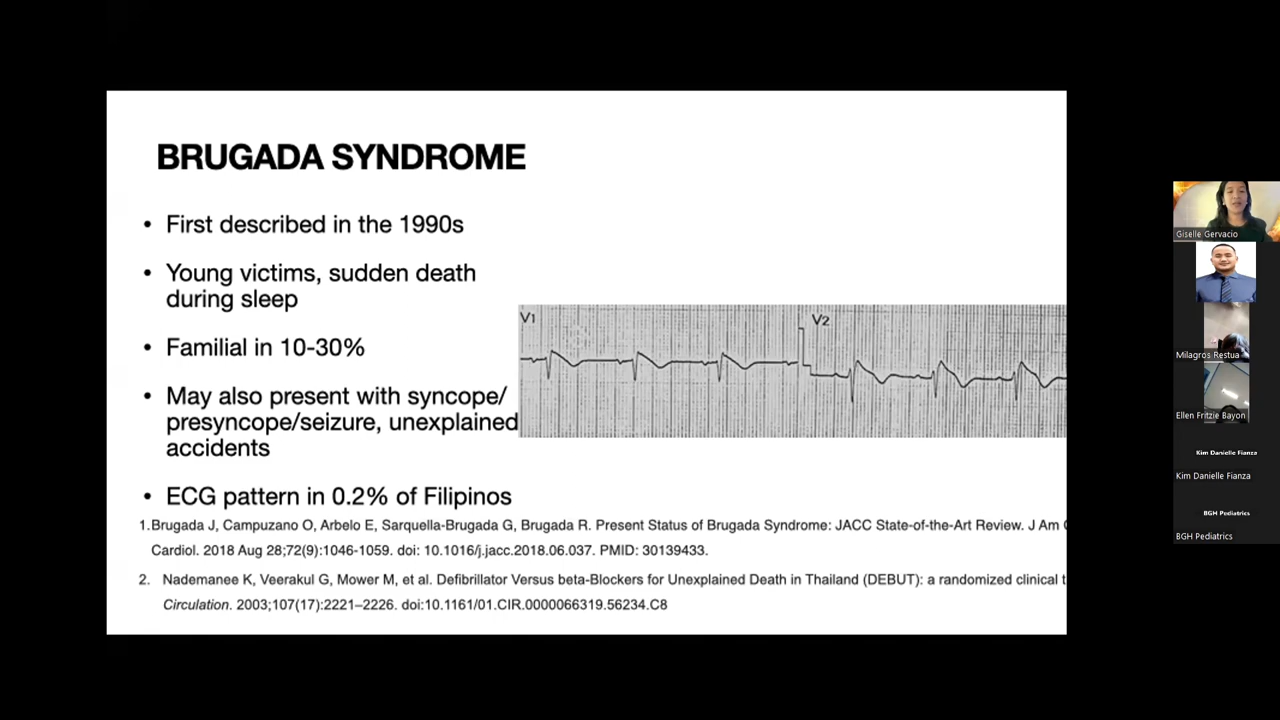 BRUGADA SYNDROME
• First described in the 1990s
• Young victims, sudden death
during sleep
• Familial in 10-30%
• May also present with syncope/
presyncope/seizure, unexplained
accidents
• ECG pattern in 0.2% of Filipinos
V1
V2
1. Brugada J, Campuzano O, Arbelo E, Sarquella-Brugada G, Brugada R. Present Status of Brugada Syndrome: JACC State-of-the-Art Review. J Am
Cardiol. 2018 Aug 28;72(9):1046-1059. doi: 10.1016/j.jacc.2018.06.037. PMID: 30139433.
2. Nademanee K, Veerakul G, Mower M, et al. Defibrillator Versus beta-Blockers for Unexplained Death in Thailand (DEBUT): a randomized clinical
Circulation. 2003;107(17):2221–2226. doi:10.1161/01.CIR.0000066319.56234.C8
Giselle Gervacio
Milagros Restua
Ellen Fritzie Bayon
Kim Danielle Fianza
Kim Danielle Fianza
BGH Pediatrics
BGH Pediatrics